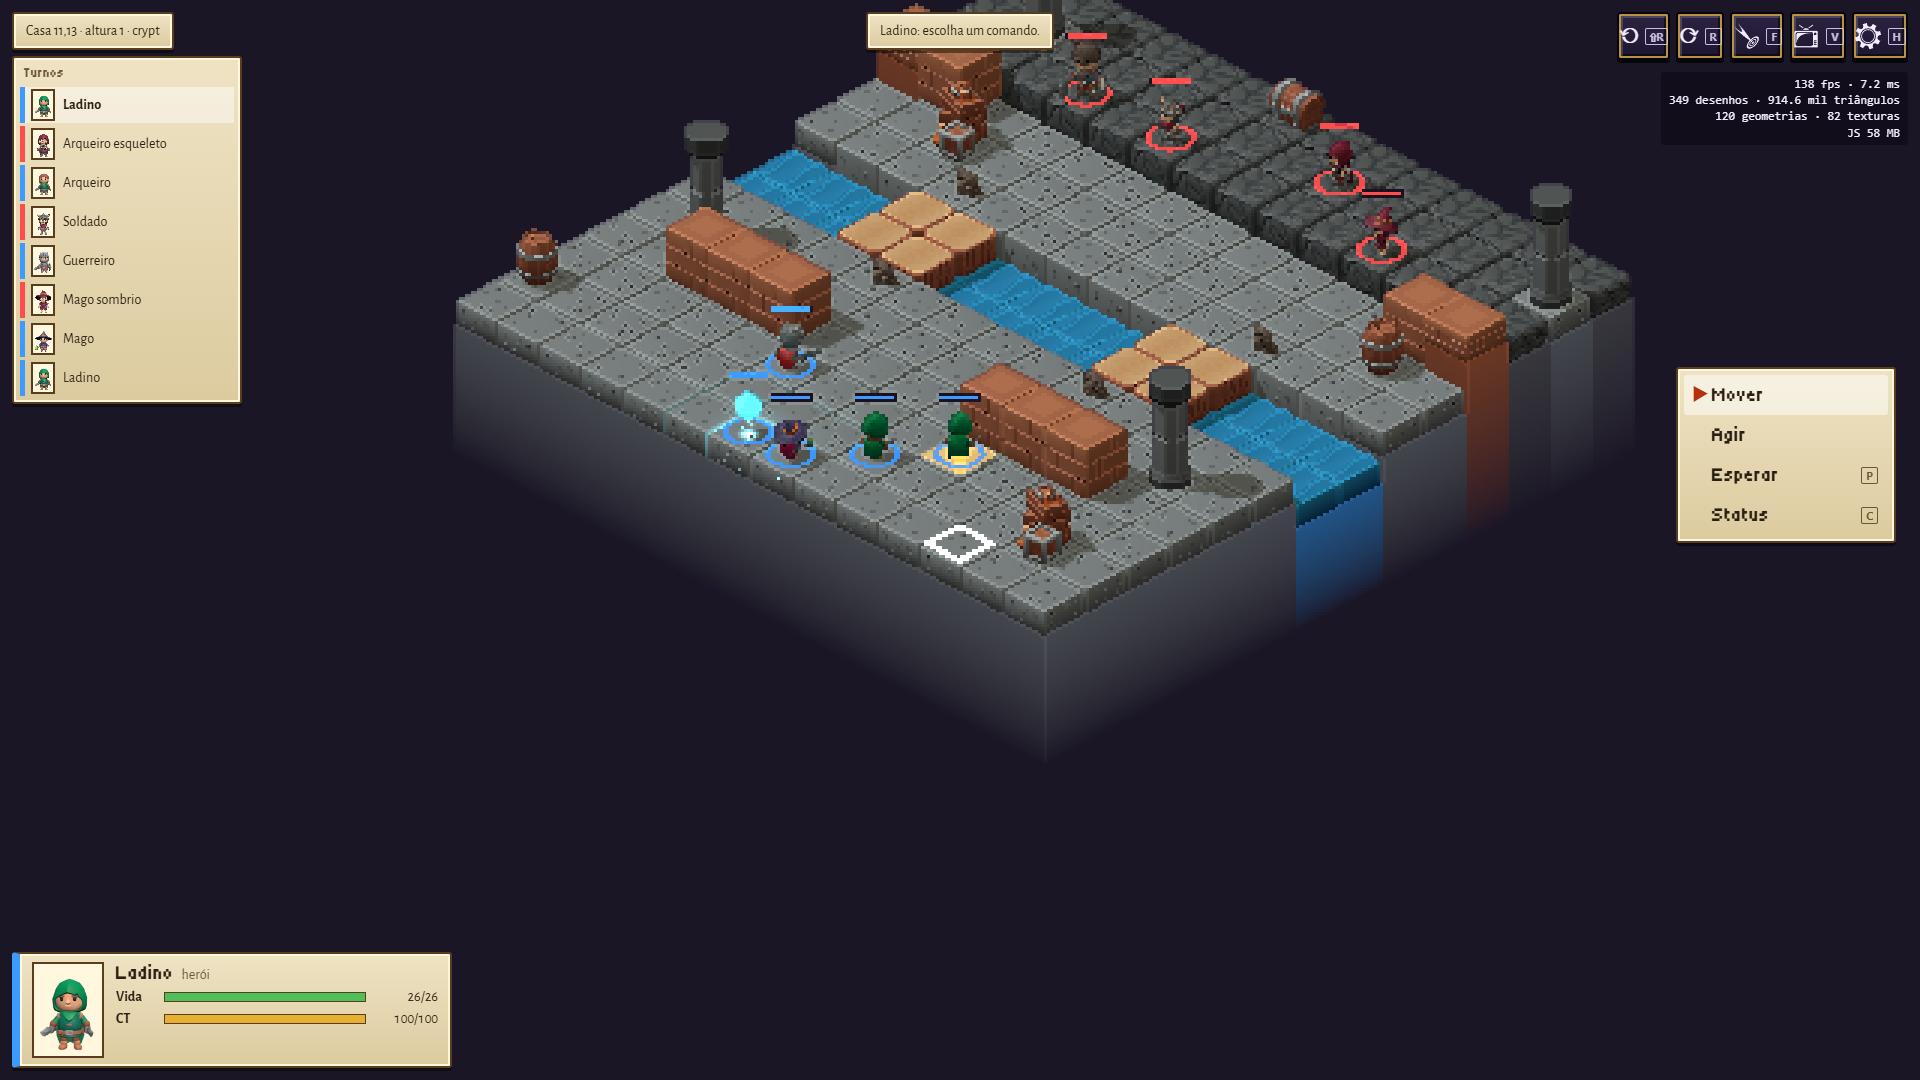 Casa 11,13 · altura 1 · crypt
Ladino: escolha um comando.
⇧R
R
F
V
H
138 fps · 7.2 ms
349 desenhos · 914.6 mil triângulos
120 geometrias · 82 texturas
JS 58 MB
Turnos
Ladino
Arqueiro esqueleto
Arqueiro
Soldado
Guerreiro
Mago sombrio
Mago
Ladino
Mover
Agir
Esperar P
Status C
Ladino herói
Vida 26/26
CT 100/100